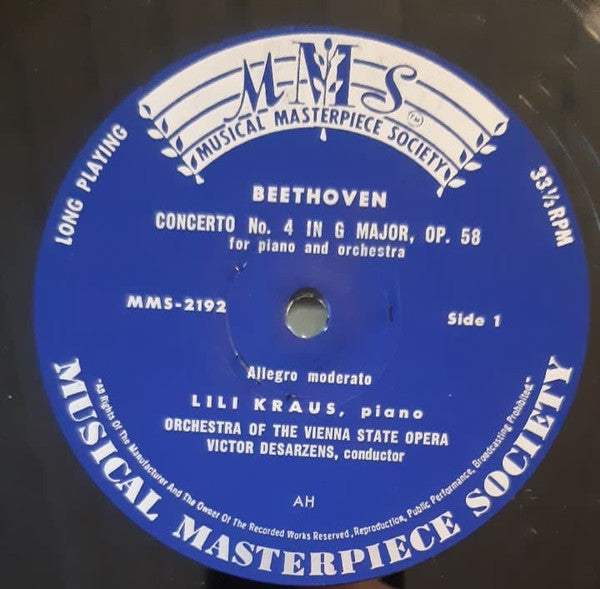 MMS
MUSICAL MASTERPIECE SOCIETY ™
LONG PLAYING
33⅓ RPM
BEETHOVEN
CONCERTO No. 4 IN G MAJOR, OP. 58
for piano and orchestra
MMS-2192
Side 1
Allegro moderato
LILI KRAUS, piano
ORCHESTRA OF THE VIENNA STATE OPERA
VICTOR DESARZENS, conductor
AH
"All Rights Of The Manufacturer And The Owner Of The Recorded Works Reserved, Reproduction, Public Performance, Broadcasting Prohibited."
MUSICAL MASTERPIECE SOCIETY